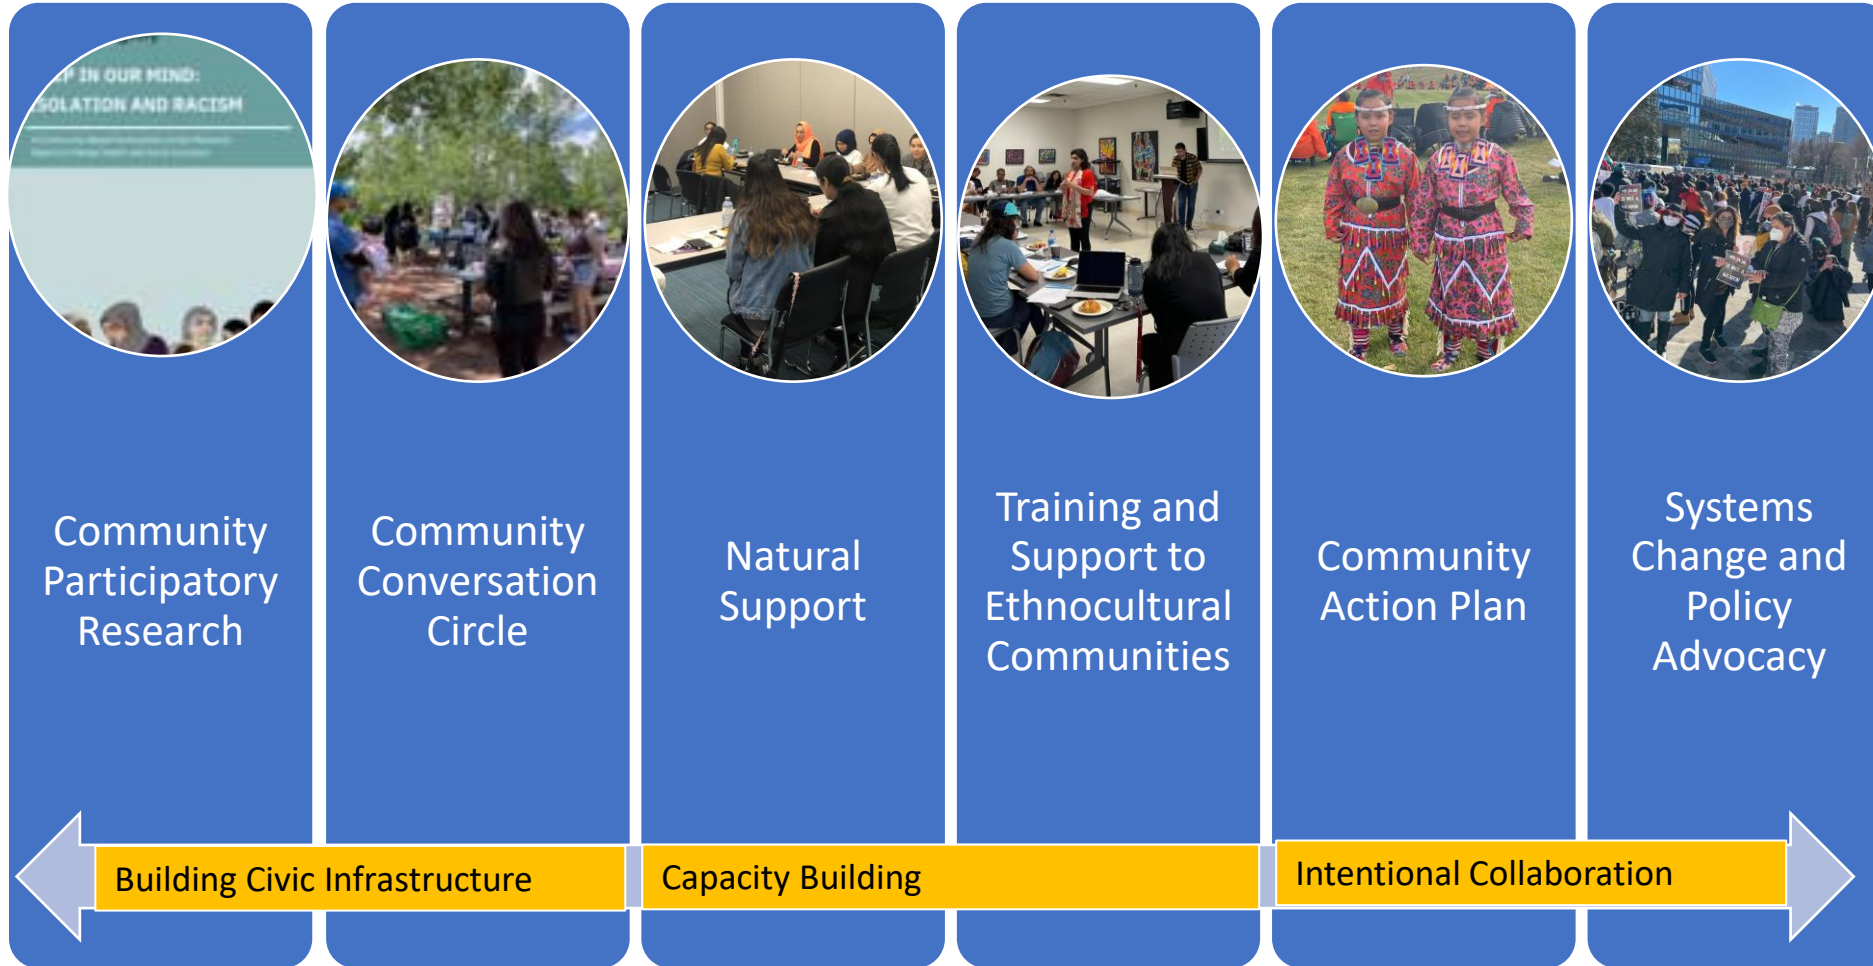 IN OUR MIND:
AND RACISM
Community
Participatory
Research
Community
Conversation
Circle
Natural
Support
Training and
Support to
Ethnocultural
Communities
Community
Action Plan
Systems
Change and
Policy
Advocacy
Building Civic Infrastructure
Capacity Building
Intentional Collaboration